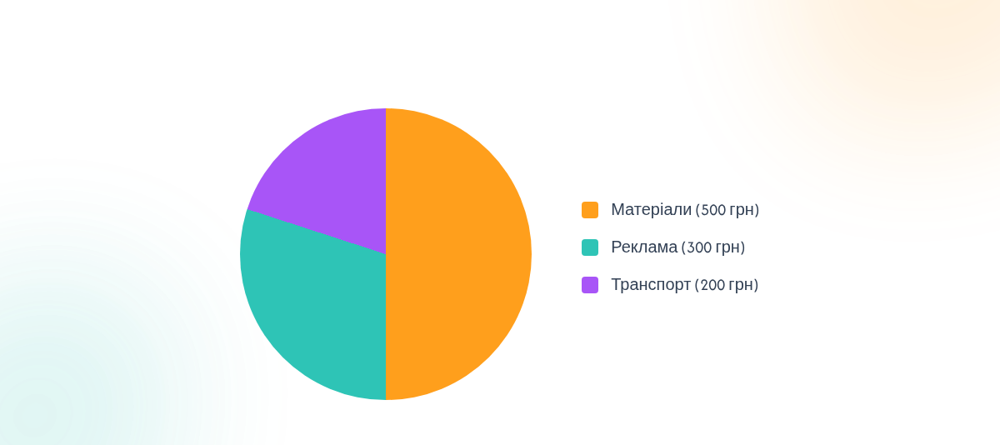 Матеріали (500 грн)
Реклама (300 грн)
Транспорт (200 грн)